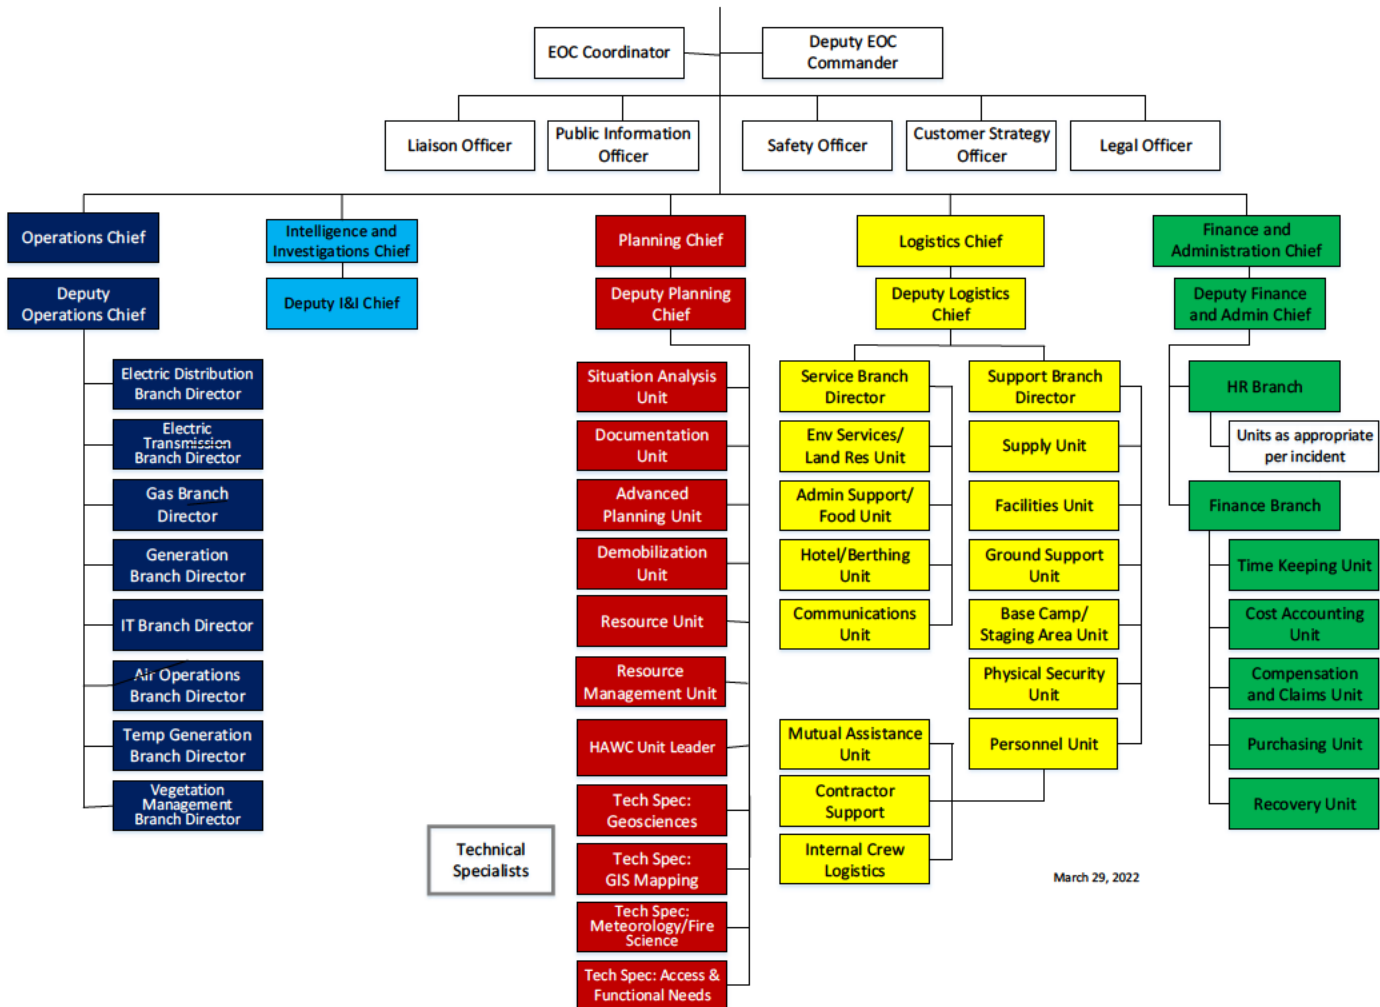 EOC Coordinator
Deputy EOC
Commander
Liaison Officer
Public Information
Officer
Safety Officer
Customer Strategy
Officer
Legal Officer
Operations Chief
Intelligence and
Investigations Chief
Planning Chief
Logistics Chief
Finance and
Administration Chief
Deputy
Operations Chief
Deputy I&I Chief
Deputy Planning
Chief
Deputy Logistics
Chief
Deputy Finance
and Admin Chief
Electric Distribution
Branch Director
Electric
Transmission
Branch Director
Gas Branch
Director
Generation
Branch Director
IT Branch Director
Air Operations
Branch Director
Temp Generation
Branch Director
Vegetation
Management
Branch Director
Technical
Specialists
Situation Analysis
Unit
Documentation
Unit
Advanced
Planning Unit
Demobilization
Unit
Resource Unit
Resource
Management Unit
HAWC Unit Leader
Tech Spec:
Geosciences
Tech Spec:
GIS Mapping
Tech Spec:
Meteorology/Fire
Science
Tech Spec: Access &
Functional Needs
Service Branch
Director
Env Services/
Land Res Unit
Admin Support/
Food Unit
Hotel/Berthing
Unit
Communications
Unit
Support Branch
Director
Supply Unit
Facilities Unit
Ground Support
Unit
Base Camp/
Staging Area Unit
Physical Security
Unit
Personnel Unit
Mutual Assistance
Unit
Contractor
Support
Internal Crew
Logistics
HR Branch
Units as appropriate
per incident
Finance Branch
Time Keeping Unit
Cost Accounting
Unit
Compensation
and Claims Unit
Purchasing Unit
Recovery Unit
March 29, 2022